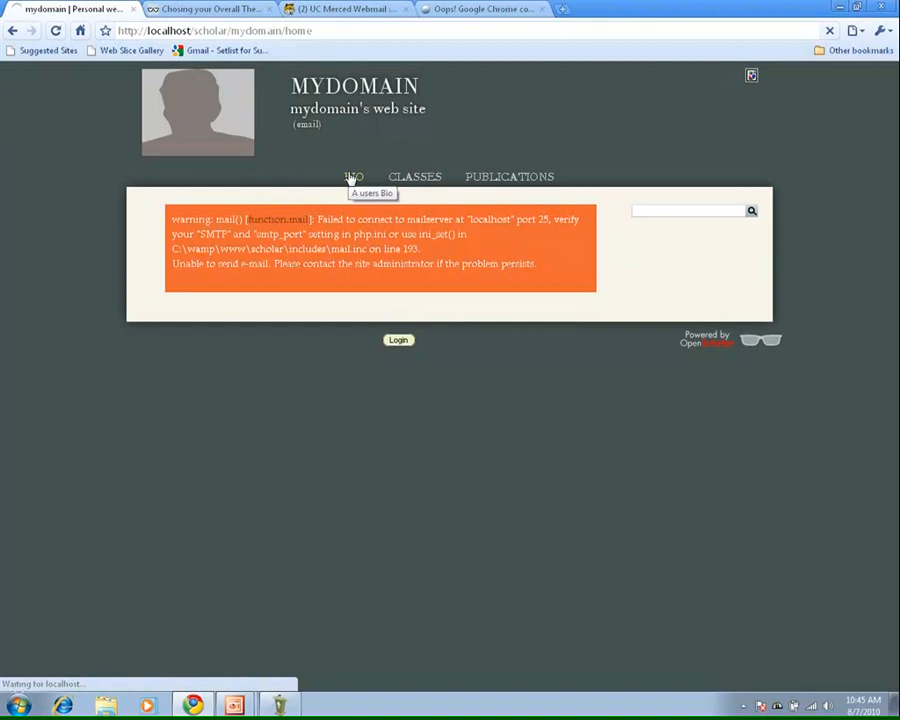 mydomain | Personal we...
Chosing your Overall The...
(2) UC Merced Webmail :...
Oops! Google Chrome co...
http://localhost/scholar/mydomain/home
Suggested Sites
Web Slice Gallery
Gmail - Setlist for Su...
Other bookmarks
MYDOMAIN
mydomain's web site
(email)
BIO CLASSES PUBLICATIONS
A users Bio
warning: mail() [function.mail]: Failed to connect to mailserver at "localhost" port 25, verify
your "SMTP" and "smtp_port" setting in php.ini or use ini_set() in
C:\wamp\www\scholar\includes\mail.inc on line 193.
Unable to send e-mail. Please contact the site administrator if the problem persists.
Login
Powered by
OpenScholar
Waiting for localhost...
10:45 AM
8/7/2010